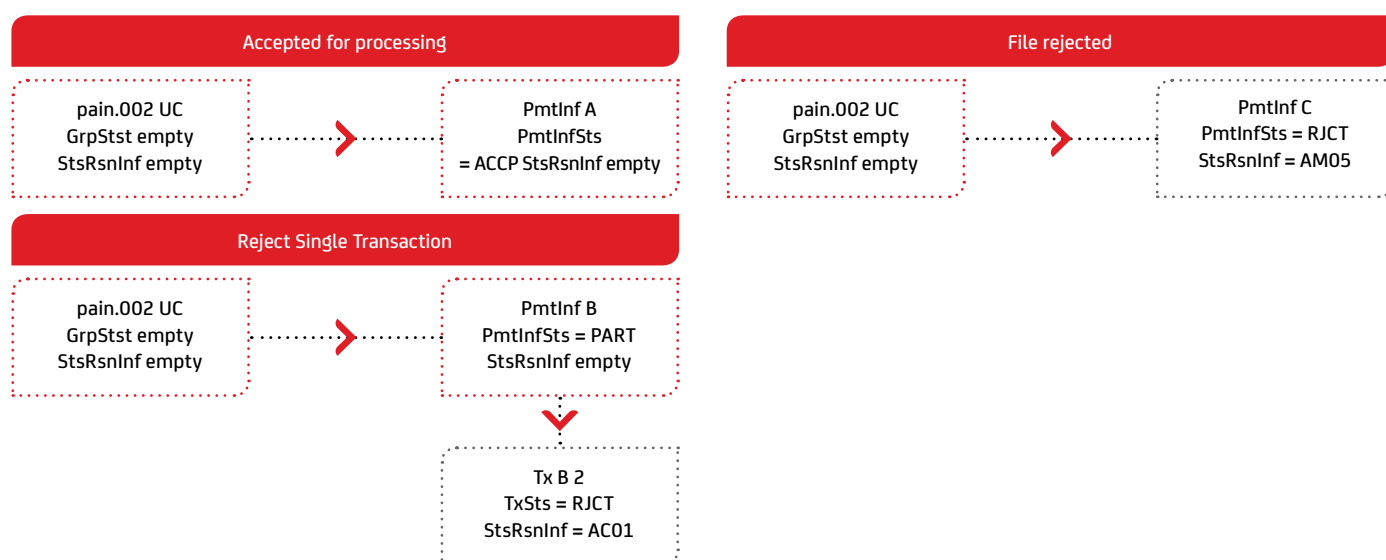 Accepted for processing
pain.002 UC
GrpStst empty
StsRsnInf empty
PmtInf A
PmtInfSts
= ACCP StsRsnInf empty
File rejected
pain.002 UC
GrpStst empty
StsRsnInf empty
PmtInf C
PmtInfSts = RJCT
StsRsnInf = AM05
Reject Single Transaction
pain.002 UC
GrpStst empty
StsRsnInf empty
PmtInf B
PmtInfSts = PART
StsRsnInf empty
Tx B 2
TxSts = RJCT
StsRsnInf = AC01